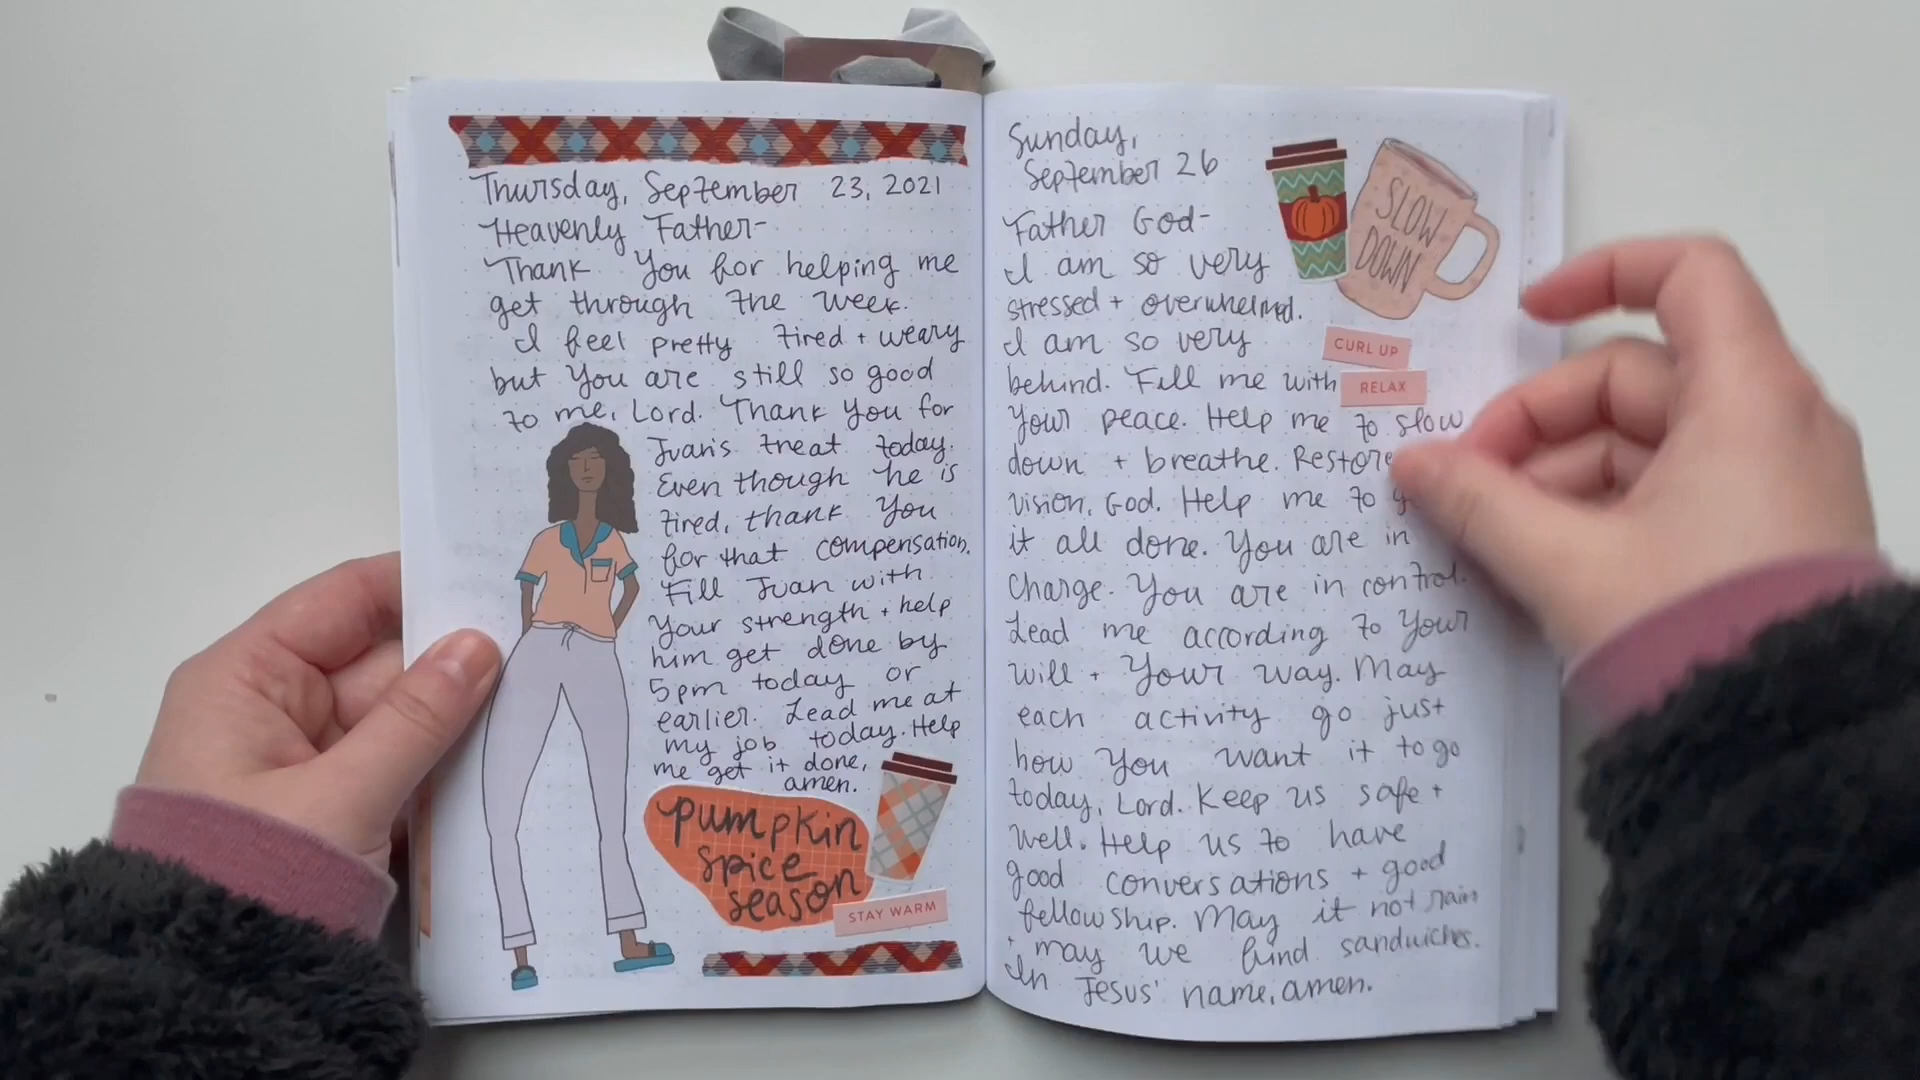 Thursday, September 23, 2021
Heavenly Father-
Thank You for helping me
get through the week.
I feel pretty tired + weary
but You are still so good
to me, Lord. Thank You for
Juan's treat today.
Even though he is
tired, thank You
for that compensation.
Fill Juan with
Your strength + help
him get done by
5pm today or
earlier. Lead me at
my job today. Help
me get it done,
amen.
pumpkin
spice
season
STAY WARM
Sunday,
September 26
Father God-
I am so very
stressed + overwhelmed.
I am so very
behind. Fill me with
Your peace. Help me to slow
down + breathe. Restore
vision, God. Help me to
it all done. You are in
charge. You are in control.
Lead me according to Your
will + Your way. May
each activity go just
how You want it to go
today, Lord. Keep us safe +
well. Help us to have
good conversations + good
fellowship. May it not rain
+ may we find sandwiches.
In Jesus' name, amen.
SLOW
DOWN
CURL UP
RELAX